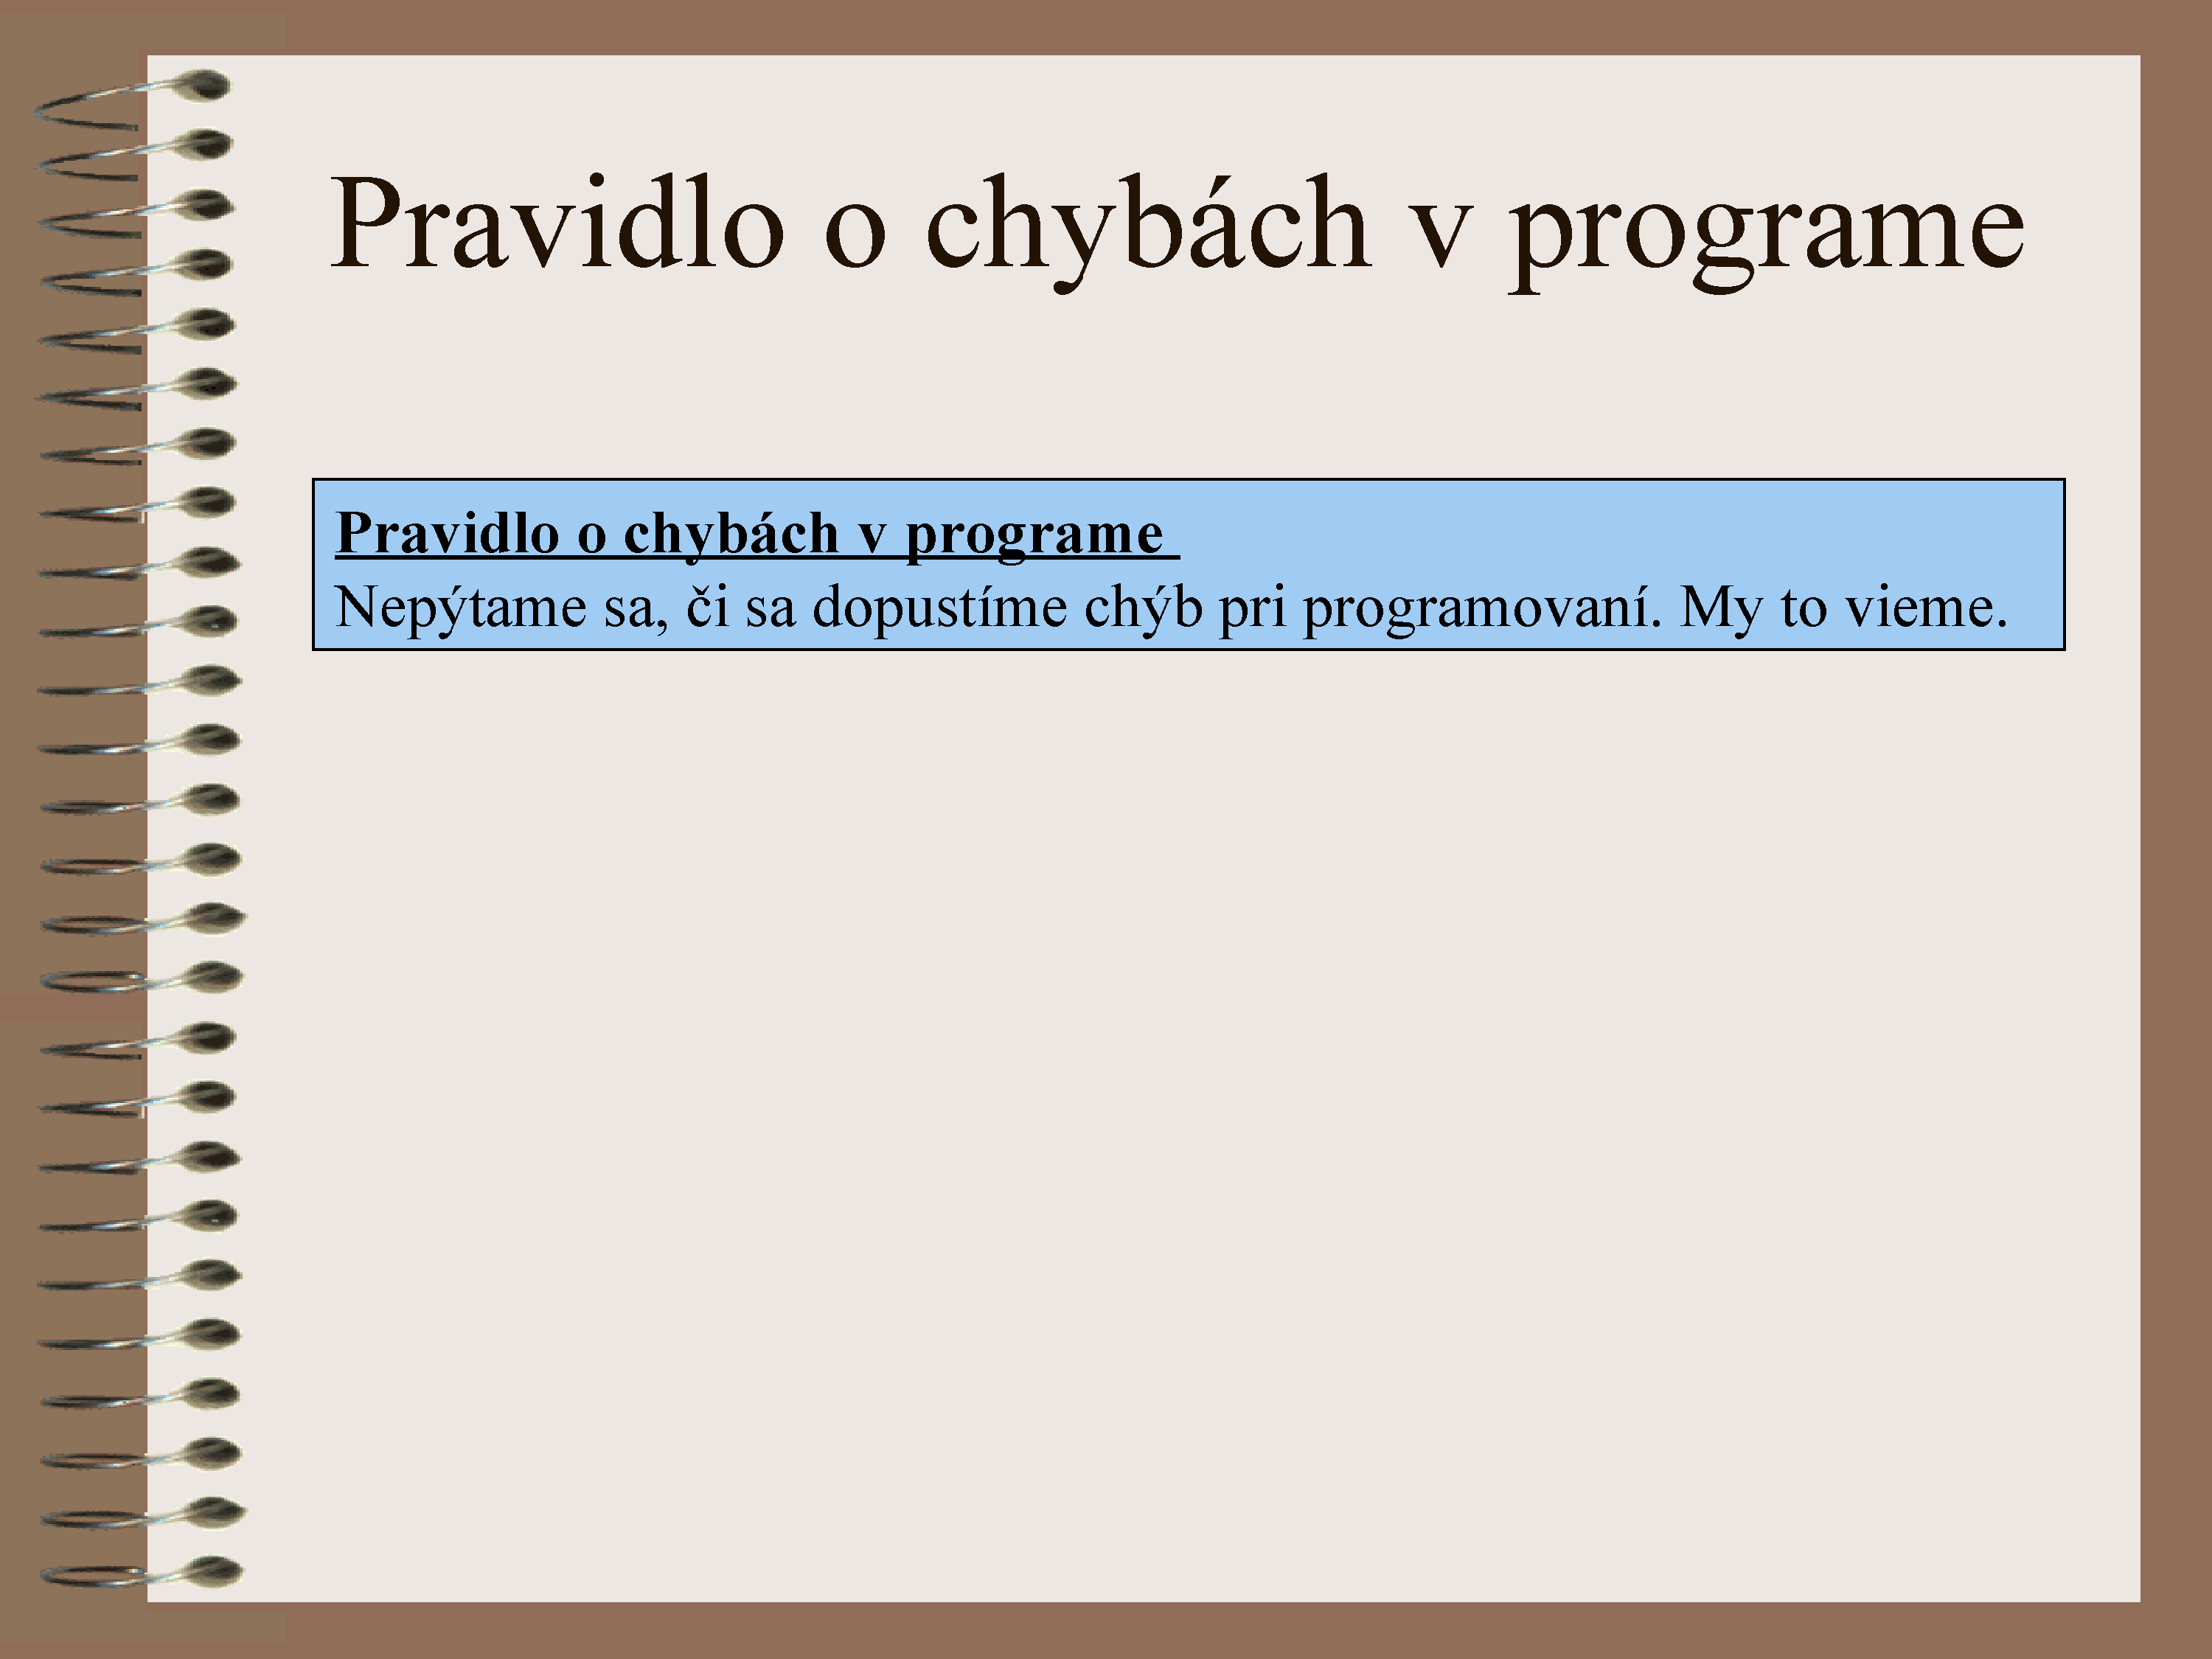 Pravidlo o chybách v programe
Pravidlo o chybách v programe
Nepýtame sa, či sa dopustíme chýb pri programovaní. My to vieme.